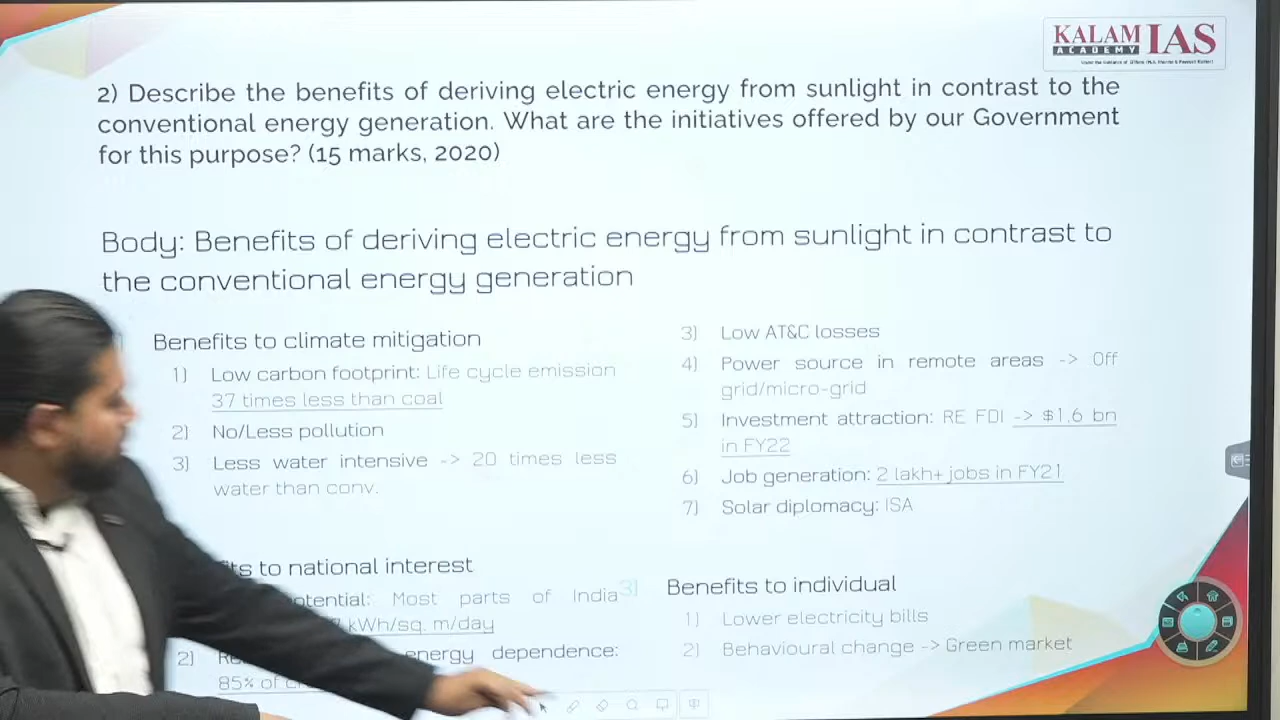 KALAM IAS
ACADEMY
2) Describe the benefits of deriving electric energy from sunlight in contrast to the
conventional energy generation. What are the initiatives offered by our Government
for this purpose? (15 marks, 2020)
Body: Benefits of deriving electric energy from sunlight in contrast to
the conventional energy generation
Benefits to climate mitigation
1) Low carbon footprint: Life cycle emission
37 times less than coal
2) No/Less pollution
3) Less water intensive -> 20 times less
water than conv.
to national interest
Most parts of India
kWh/sq. m/day
2) energy dependence:
85% of
3) Low AT&C losses
4) Power source in remote areas -> Off
grid/micro-grid
5) Investment attraction: RE FDI -> $1.6 bn
in FY22
6) Job generation: 2 lakh+ jobs in FY21
7) Solar diplomacy: ISA
3) Benefits to individual
1) Lower electricity bills
2) Behavioural change -> Green market